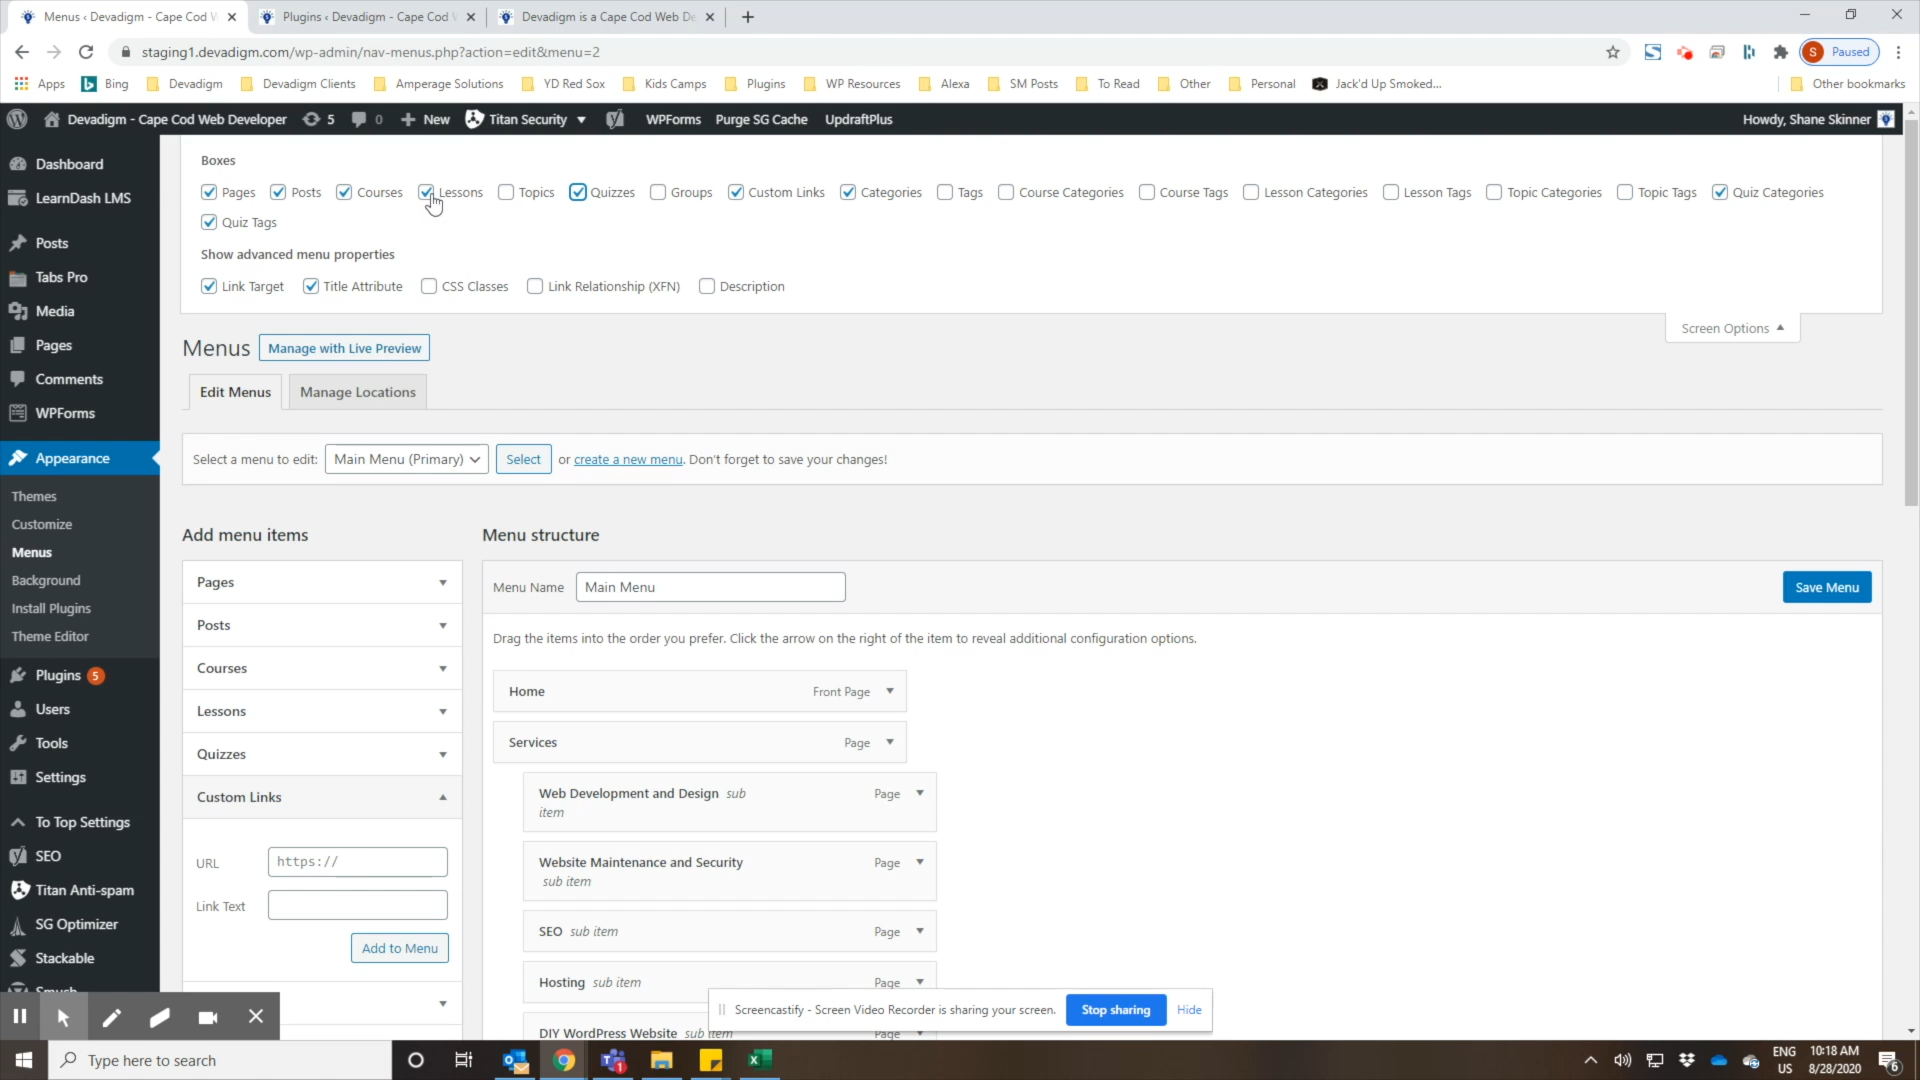 Menus ‹ Devadigm - Cape Cod W
Plugins ‹ Devadigm - Cape Cod W
Devadigm is a Cape Cod Web De
staging1.devadigm.com/wp-admin/nav-menus.php?action=edit&menu=2
S Paused
Apps Bing Devadigm Devadigm Clients Amperage Solutions YD Red Sox Kids Camps Plugins WP Resources Alexa SM Posts To Read Other Personal Jack'd Up Smoked... Other bookmarks
Devadigm - Cape Cod Web Developer 5 0 New Titan Security WPForms Purge SG Cache UpdraftPlus Howdy, Shane Skinner
Dashboard
LearnDash LMS
Posts
Tabs Pro
Media
Pages
Comments
WPForms
Appearance
Themes
Customize
Menus
Background
Install Plugins
Theme Editor
Plugins 5
Users
Tools
Settings
To Top Settings
SEO
Titan Anti-spam
SG Optimizer
Stackable
Boxes
Pages Posts Courses Lessons Topics Quizzes Groups Custom Links Categories Tags Course Categories Course Tags Lesson Categories Lesson Tags Topic Categories Topic Tags Quiz Categories
Quiz Tags
Show advanced menu properties
Link Target Title Attribute CSS Classes Link Relationship (XFN) Description
Screen Options
Menus Manage with Live Preview
Edit Menus Manage Locations
Select a menu to edit: Main Menu (Primary) Select or create a new menu. Don't forget to save your changes!
Add menu items
Pages
Posts
Courses
Lessons
Quizzes
Custom Links
URL https://
Link Text
Add to Menu
Menu structure
Menu Name Main Menu Save Menu
Drag the items into the order you prefer. Click the arrow on the right of the item to reveal additional configuration options.
Home Front Page
Services Page
Web Development and Design sub Page
item
Website Maintenance and Security Page
sub item
SEO sub item Page
Hosting sub item Page
DIY WordPress Website sub item Page
Screencastify - Screen Video Recorder is sharing your screen. Stop sharing Hide
Type here to search
1
ENG
US
10:18 AM
8/28/2020
6